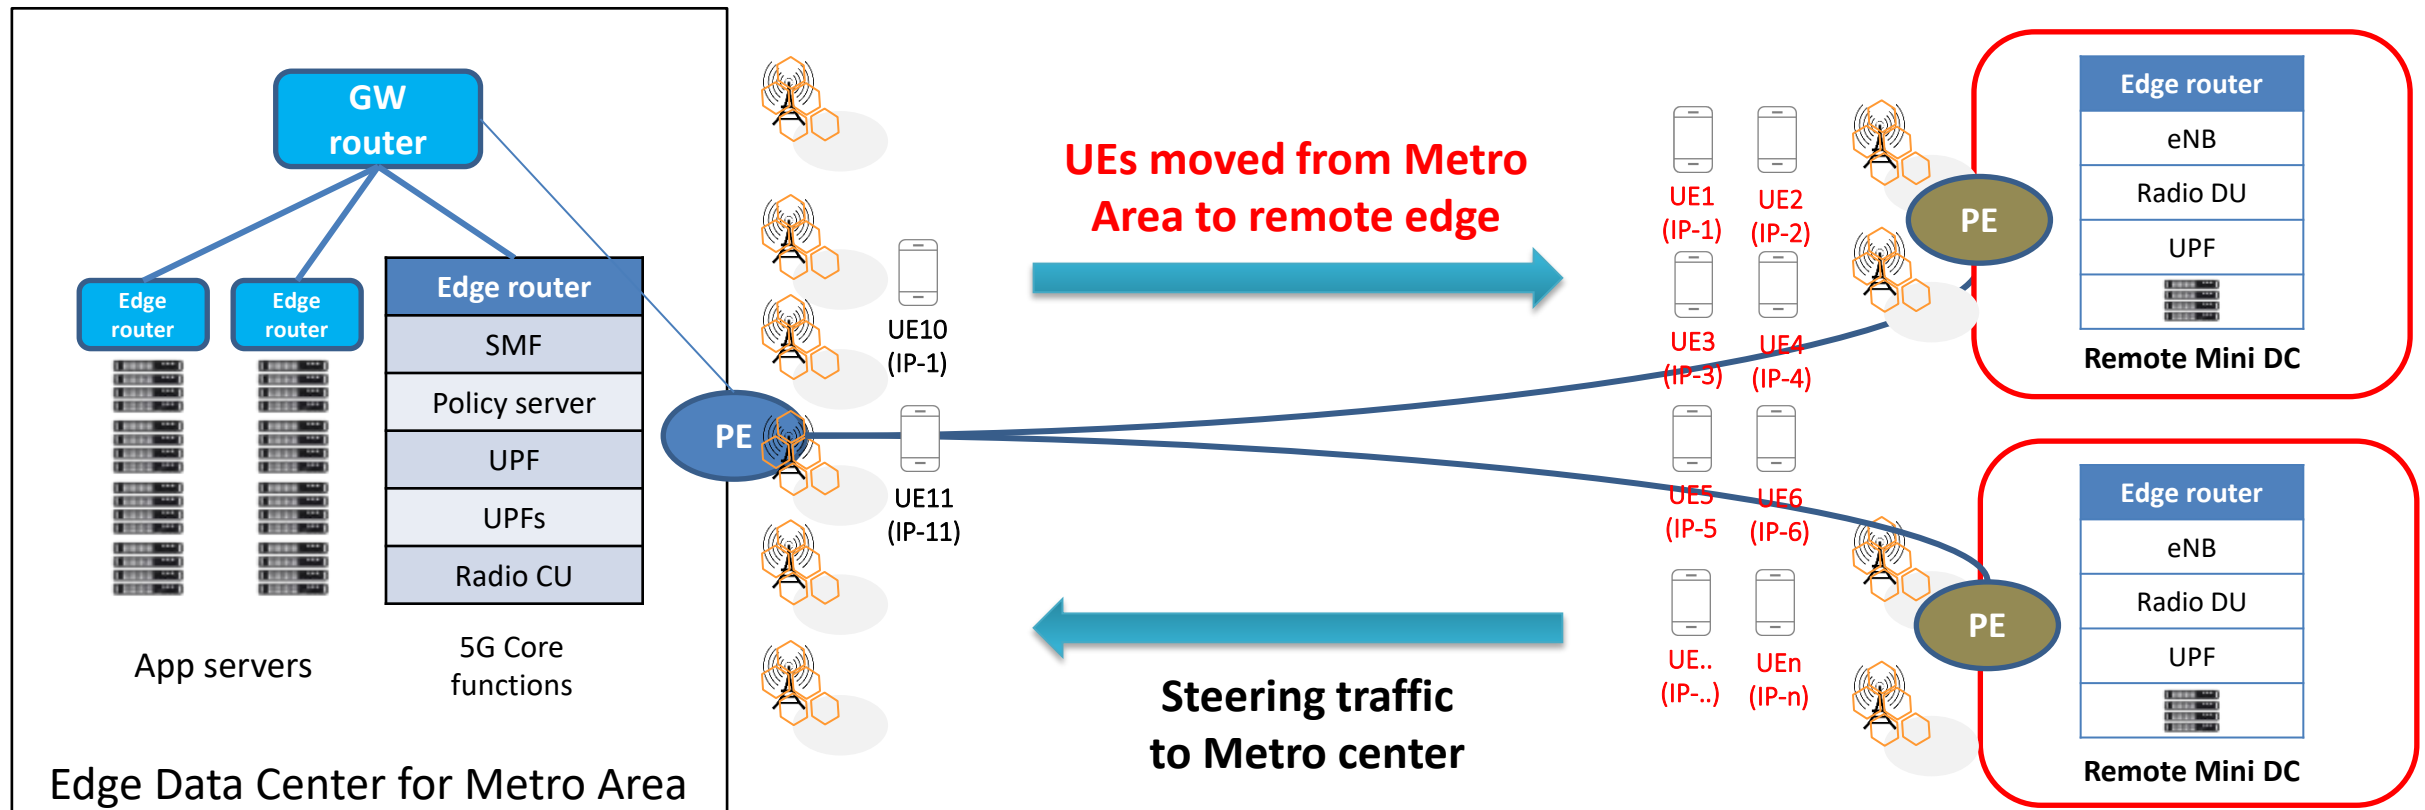 GW
router
Edge
router
Edge
router
Edge router
SMF
Policy server
UPF
UPFs
Radio CU
App servers
5G Core
functions
Edge Data Center for Metro Area
PE
UE10
(IP-1)
UE11
(IP-11)
UEs moved from Metro
Area to remote edge
Steering traffic
to Metro center
UE1
(IP-1)
UE2
(IP-2)
UE3
(IP-3)
UE4
(IP-4)
UE5
(IP-5
UE6
(IP-6)
UE..
(IP-..)
UEn
(IP-n)
PE
Edge router
eNB
Radio DU
UPF
Remote Mini DC
PE
Edge router
eNB
Radio DU
UPF
Remote Mini DC